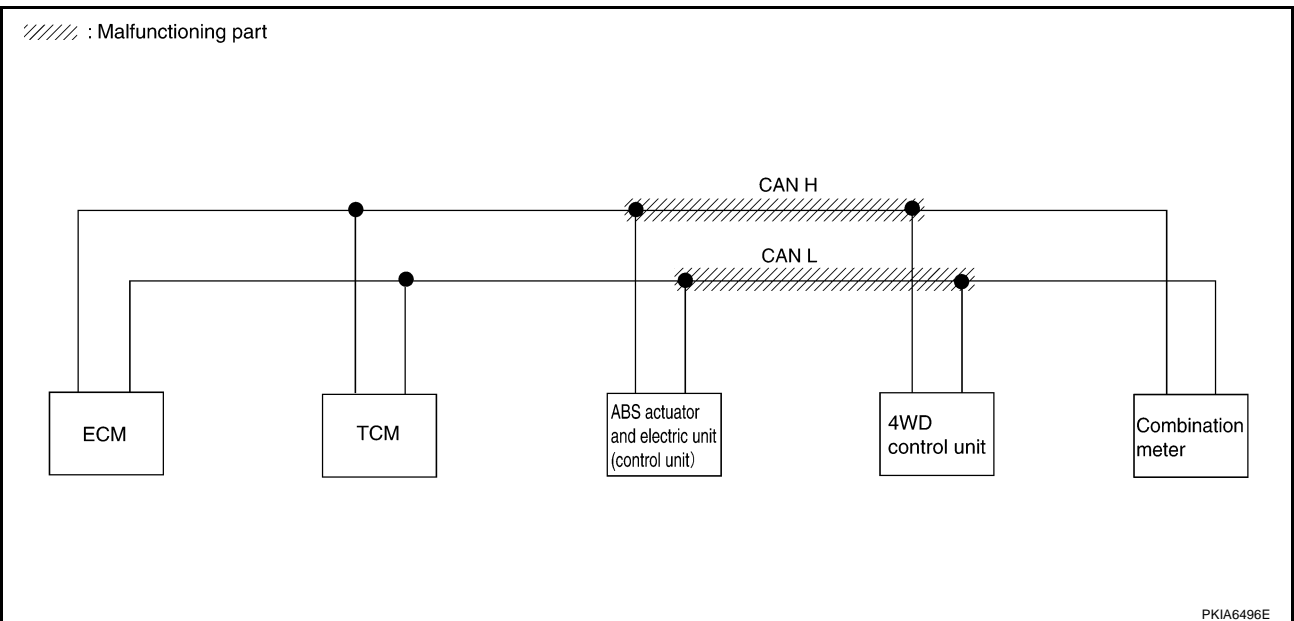 : Malfunctioning part
CAN H
CAN L
ECM
TCM
ABS actuator
and electric unit
(control unit)
4WD
control unit
Combination
meter
PKIA6496E